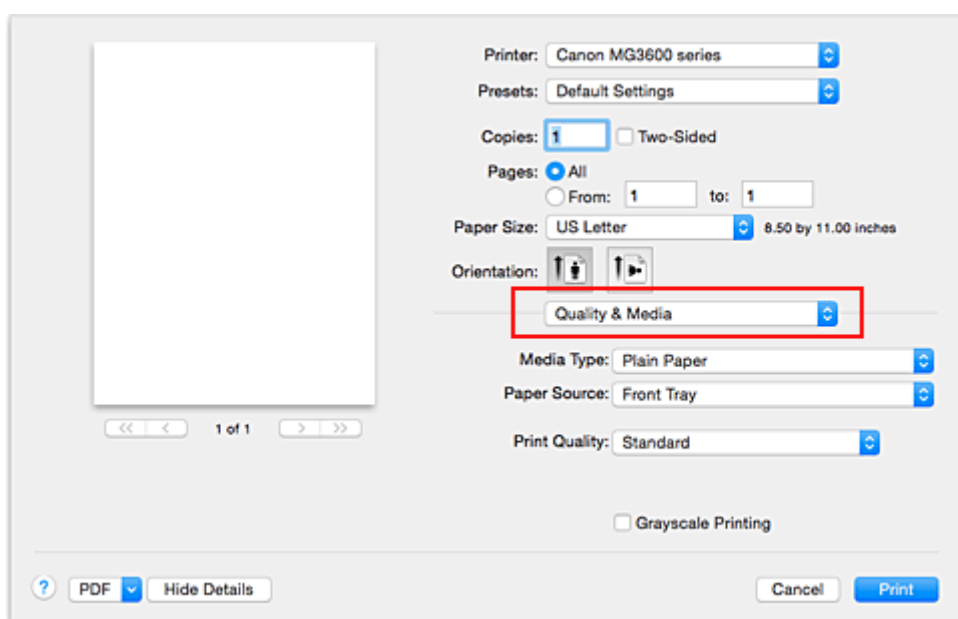 Printer: Canon MG3600 series
Presets: Default Settings
Copies: 1 Two-Sided
Pages: All
From: 1 to: 1
Paper Size: US Letter 8.50 by 11.00 inches
Orientation:
Quality & Media
Media Type: Plain Paper
Paper Source: Front Tray
<< < 1 of 1 > >>
Print Quality: Standard
Grayscale Printing
? PDF Hide Details Cancel Print